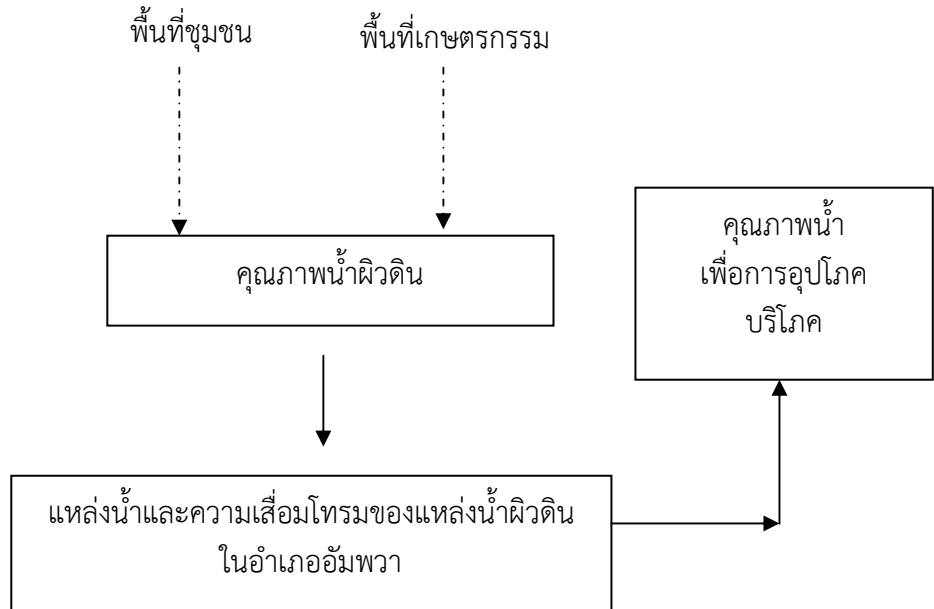 พื้นที่ชุมชน
พื้นที่เกษตรกรรม
คุณภาพน้ำผิวดิน
คุณภาพน้ำ
เพื่อการอุปโภค
บริโภค
แหล่งน้ำและความเสื่อมโทรมของแหล่งน้ำผิวดิน
ในอำเภออัมพวา